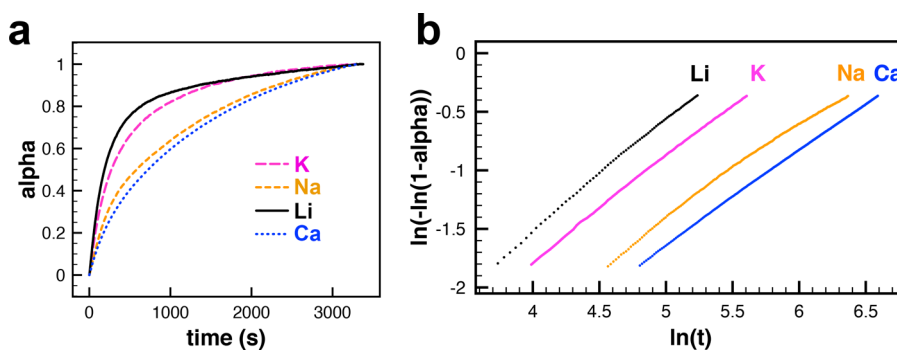 a
1
0.8
0.6
0.4
0.2
0
alpha
K
Na
Li
Ca
0
1000
2000
3000
time (s)
b
0
-0.5
-1
-1.5
-2
ln(-ln(1-alpha))
Li
K
Na
Ca
4
4.5
5
5.5
6
6.5
ln(t)